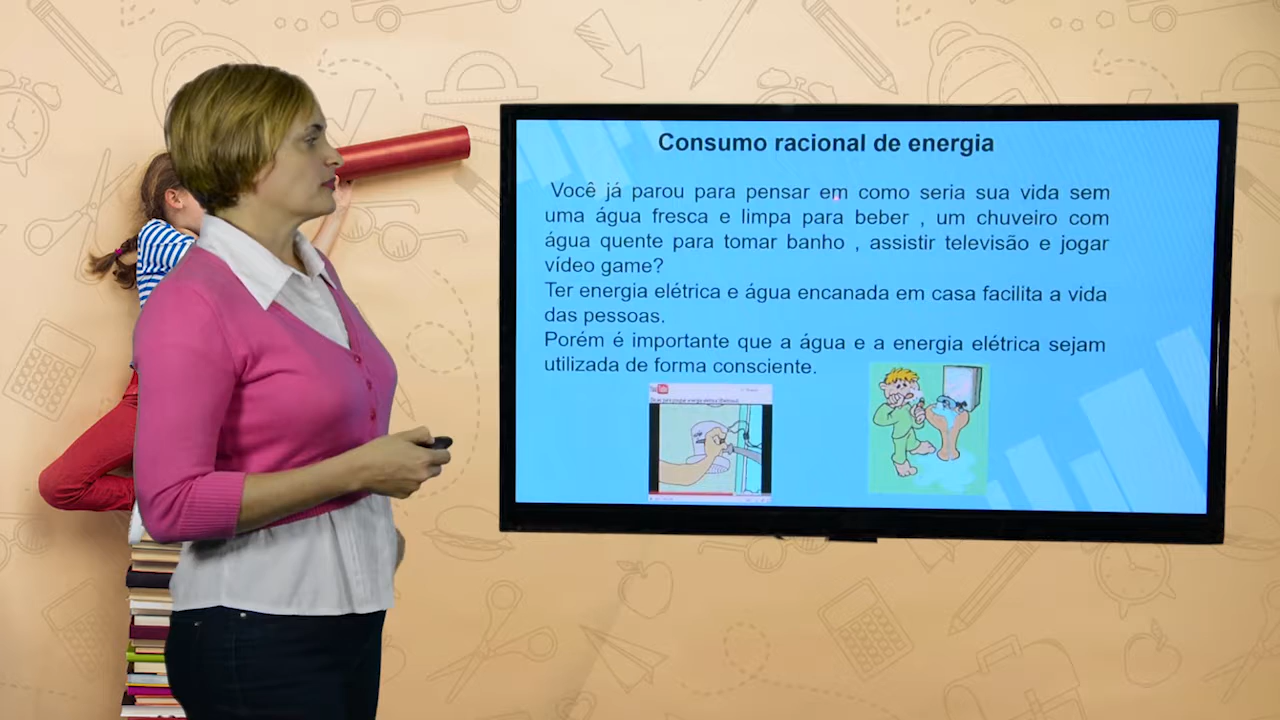 Consumo racional de energia
Você já parou para pensar em como seria sua vida sem
uma água fresca e limpa para beber , um chuveiro com
água quente para tomar banho , assistir televisão e jogar
vídeo game?
Ter energia elétrica e água encanada em casa facilita a vida
das pessoas.
Porém é importante que a água e a energia elétrica sejam
utilizada de forma consciente.